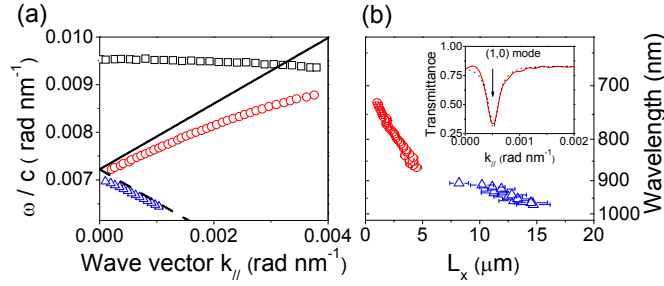 (a)
(b)
0.010
0.009
0.008
0.007
ω / c ( rad nm⁻¹)
0.000 0.002 0.004
Wave vector k// (rad nm⁻¹)
1.00
0.75
0.50
0.25
Transmittance
(1,0) mode
0.000 0.001 0.002
k// (rad nm⁻¹)
700
800
900
1000
Wavelength (nm)
0 5 10 15 20
Lₓ (μm)